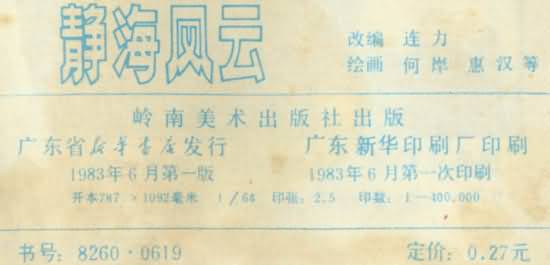 静海风云
改编 连力
绘画 何岸 惠汉等
岭南美术出版社出版
广东省新华书店发行 广东新华印刷厂印刷
1983年6月第一版 1983年6月第一次印刷
开本787×1092毫米 1/64 印张:2.5 印数:1—400,000
书号:8260·0619 定价:0.27元